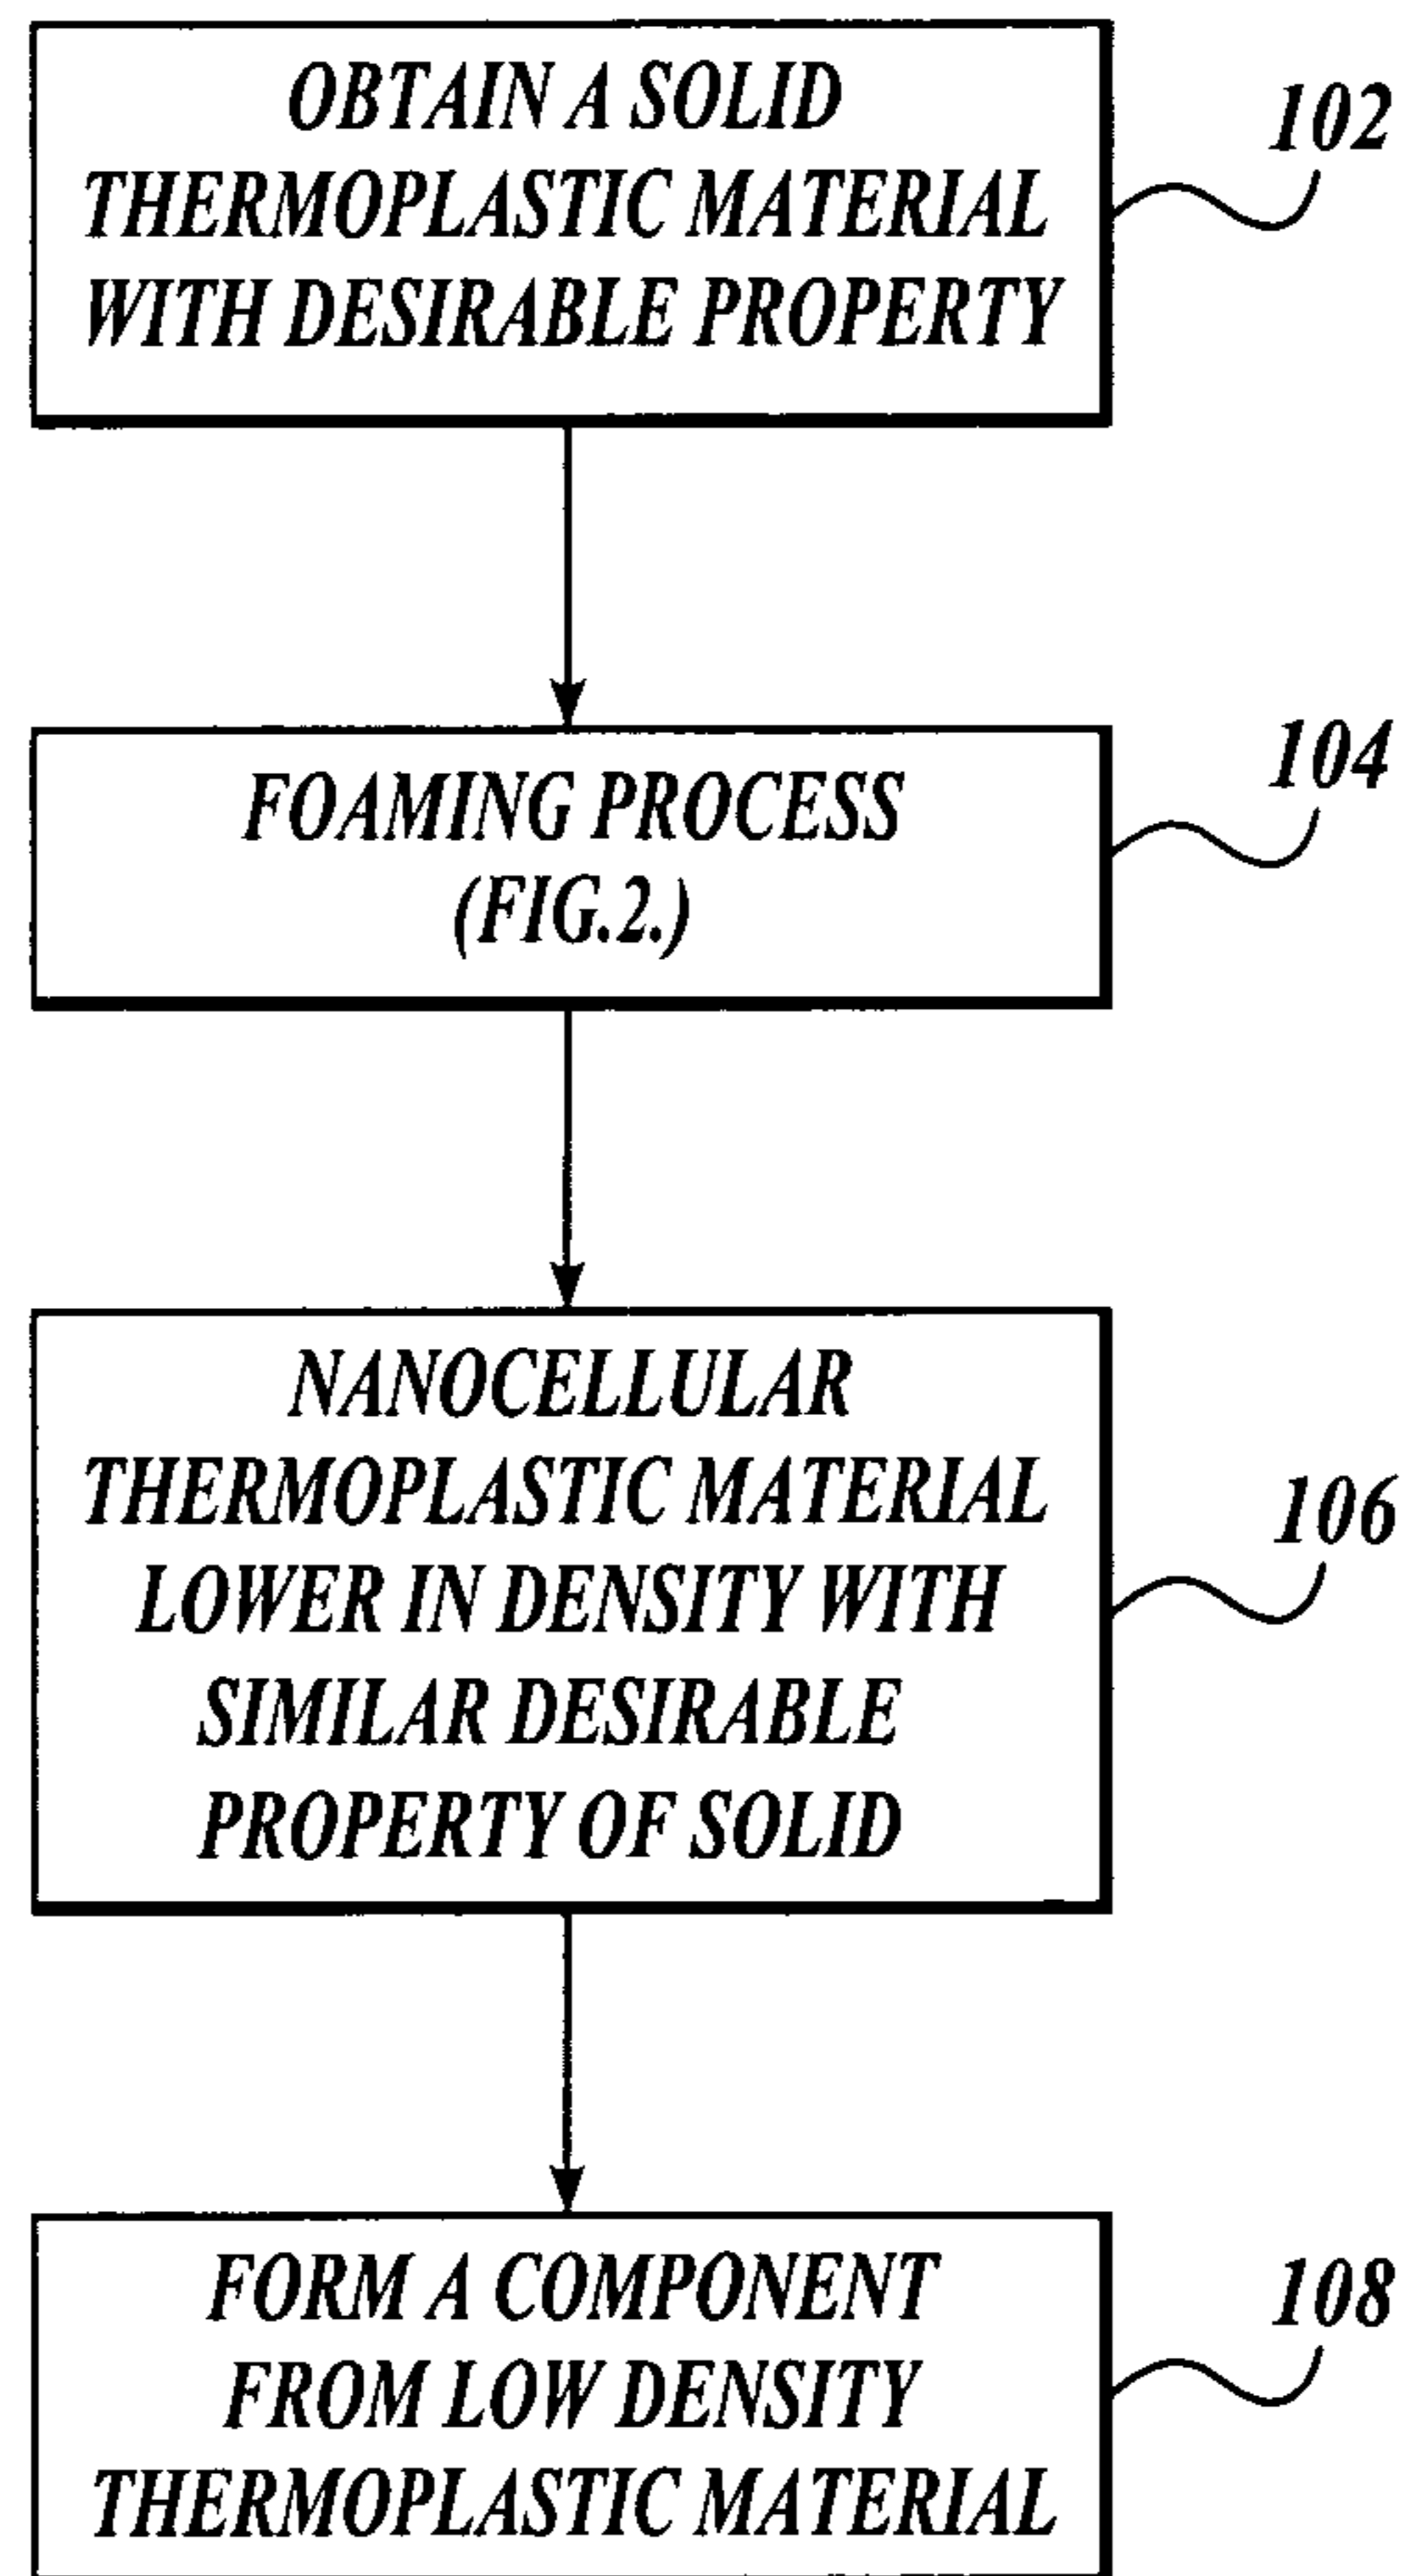 OBTAIN A SOLID
THERMOPLASTIC MATERIAL
WITH DESIRABLE PROPERTY
102
FOAMING PROCESS
(FIG.2.)
104
NANOCELLULAR
THERMOPLASTIC MATERIAL
LOWER IN DENSITY WITH
SIMILAR DESIRABLE
PROPERTY OF SOLID
106
FORM A COMPONENT
FROM LOW DENSITY
THERMOPLASTIC MATERIAL
108